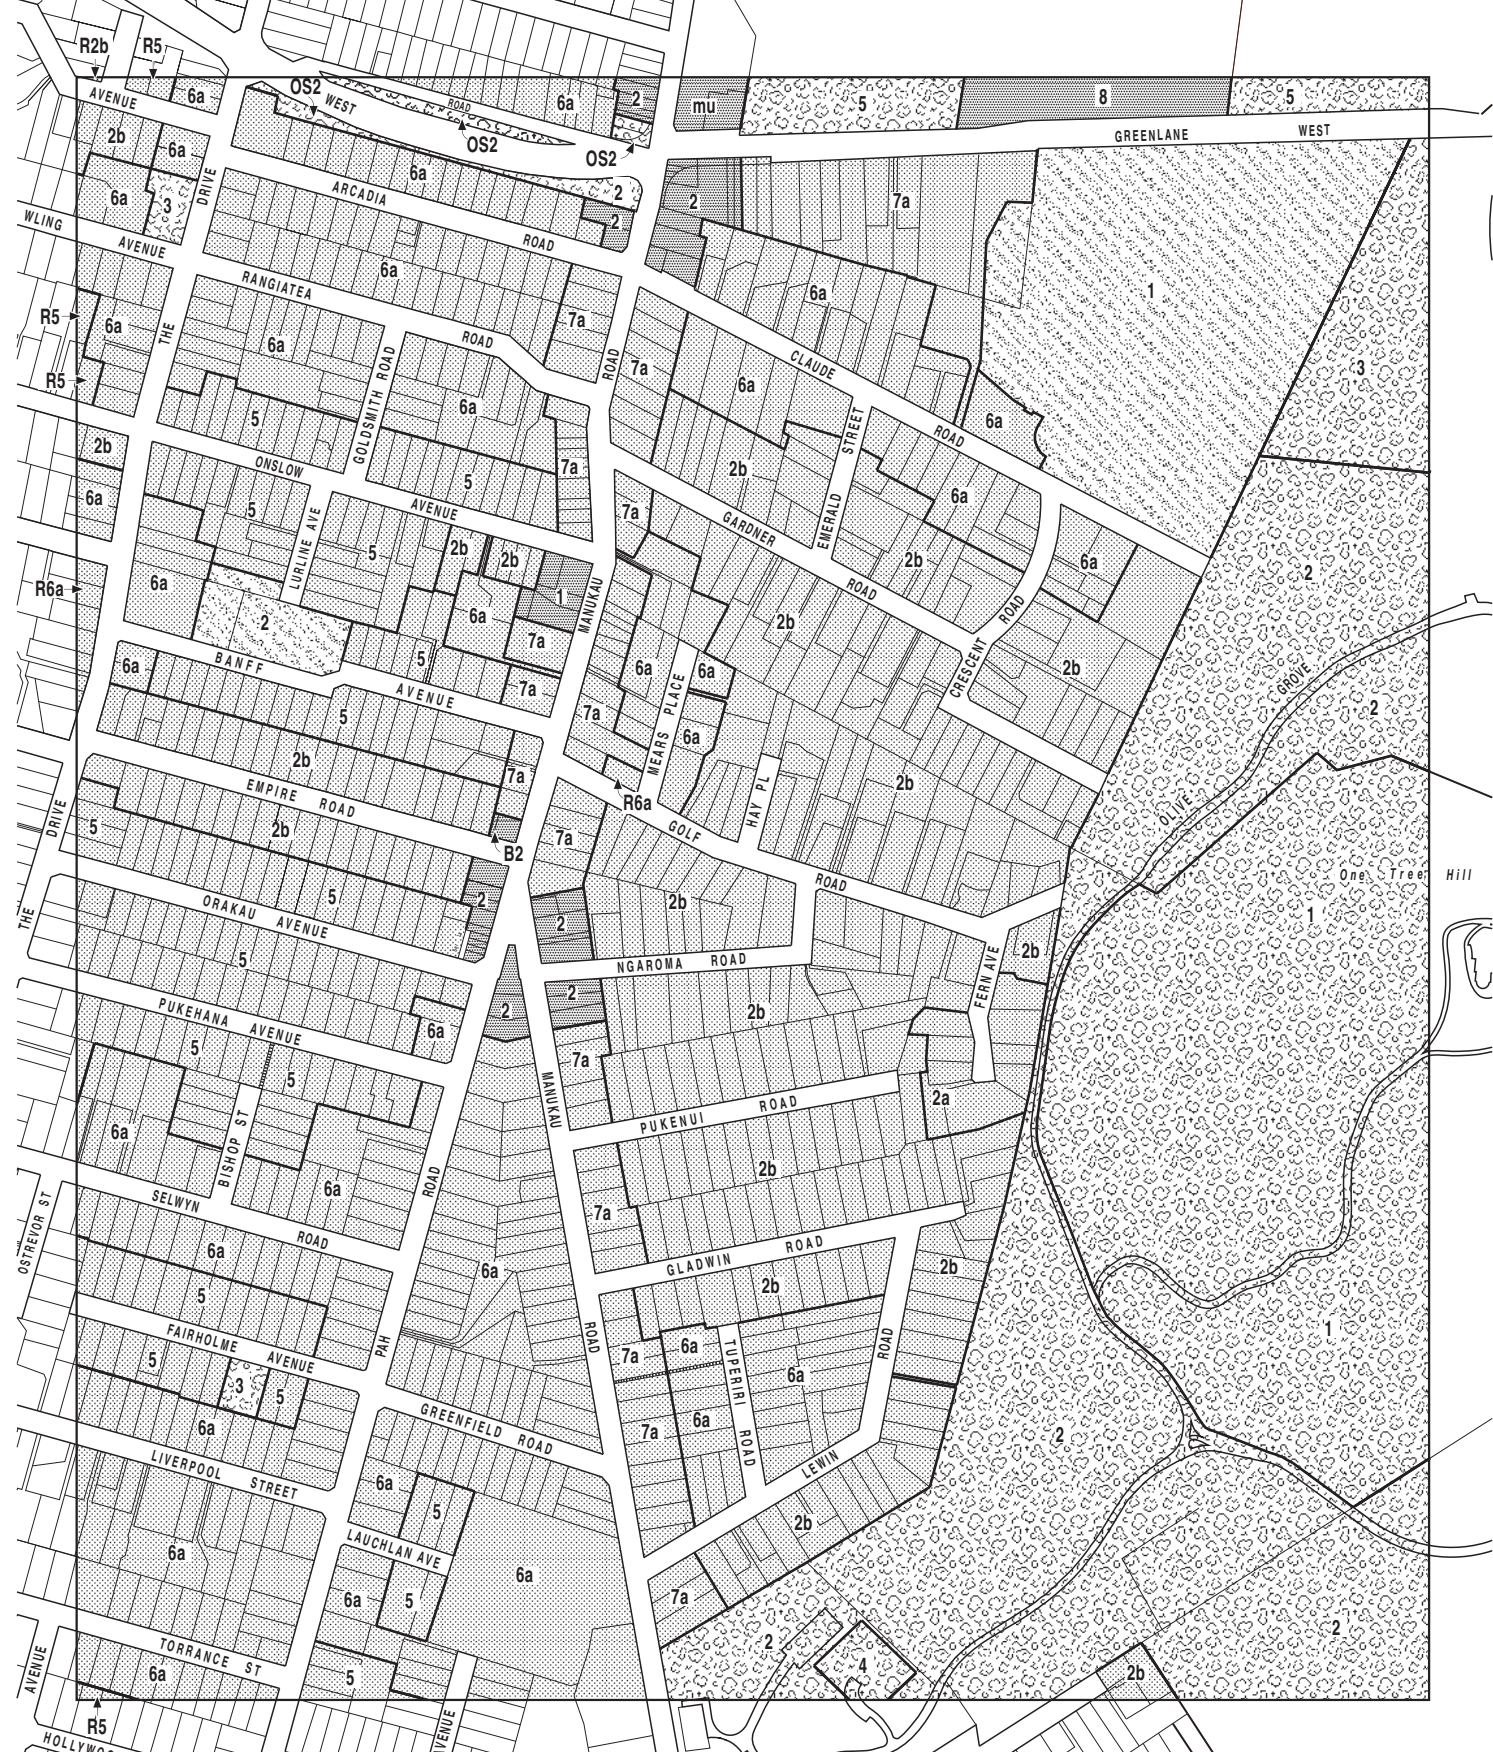 R2b
R5
AVENUE
6a
OS2
WEST
ROAD
6a
2
mu
5
8
5
2b
6a
OS2
OS2
GREENLANE WEST
6a
3
DRIVE
6a
ARCADIA ROAD
2
2
2
7a
WLING AVENUE
RANGIATEA ROAD
6a
6a
1
R5
6a
THE
6a
7a
ROAD
7a
CLAUDE ROAD
6a
3
R5
5
GOLDSMITH ROAD
6a
6a
2b
ONSLOW AVENUE
5
7a
2b
EMERALD STREET
6a
6a
5
LURLINE AVE
5
2b
2b
7a
GARDNER ROAD
2b
6a
2
R6a
6a
2
6a
1
MANUKAU
7a
2b
CRESCENT ROAD
2b
6a
BANFF AVENUE
5
7a
6a
6a
MEARS PLACE
GROVE
2
5
7a
6a
2b
7a
HAY PL
2b
EMPIRE ROAD
R6a
OLIVE
DRIVE
5
2b
B2
7a
GOLF ROAD
One Tree Hill
THE
ORAKAU AVENUE
5
2
2
2b
1
5
NGAROMA ROAD
FERN AVE
2b
PUKEHANA AVENUE
6a
2
2
2b
5
5
7a
MANUKAU
2a
6a
BISHOP ST
PUKENUI ROAD
2b
OSTREVOR ST
SELWYN ROAD
6a
ROAD
7a
6a
6a
GLADWIN ROAD
2b
2b
5
FAIRHOLME AVENUE
PAH
ROAD
7a
6a
TUPERIRI ROAD
6a
ROAD
1
5
3
5
6a
GREENFIELD ROAD
7a
6a
2
LIVERPOOL STREET
6a
5
LEWIN
2b
6a
LAUCHLAN AVE
6a
6a
5
7a
2
2
TORRANCE ST
AVENUE
6a
5
4
2b
R5
AVENUE